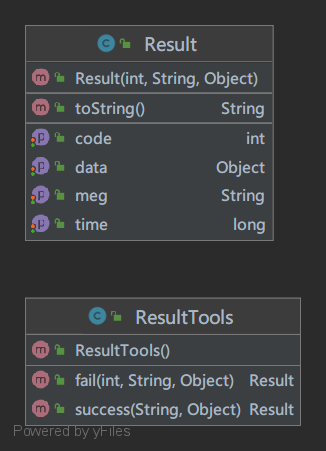 Result
Result(int, String, Object)
toString() String
code int
data Object
meg String
time long
ResultTools
ResultTools()
fail(int, String, Object) Result
success(String, Object) Result
Powered by yFiles